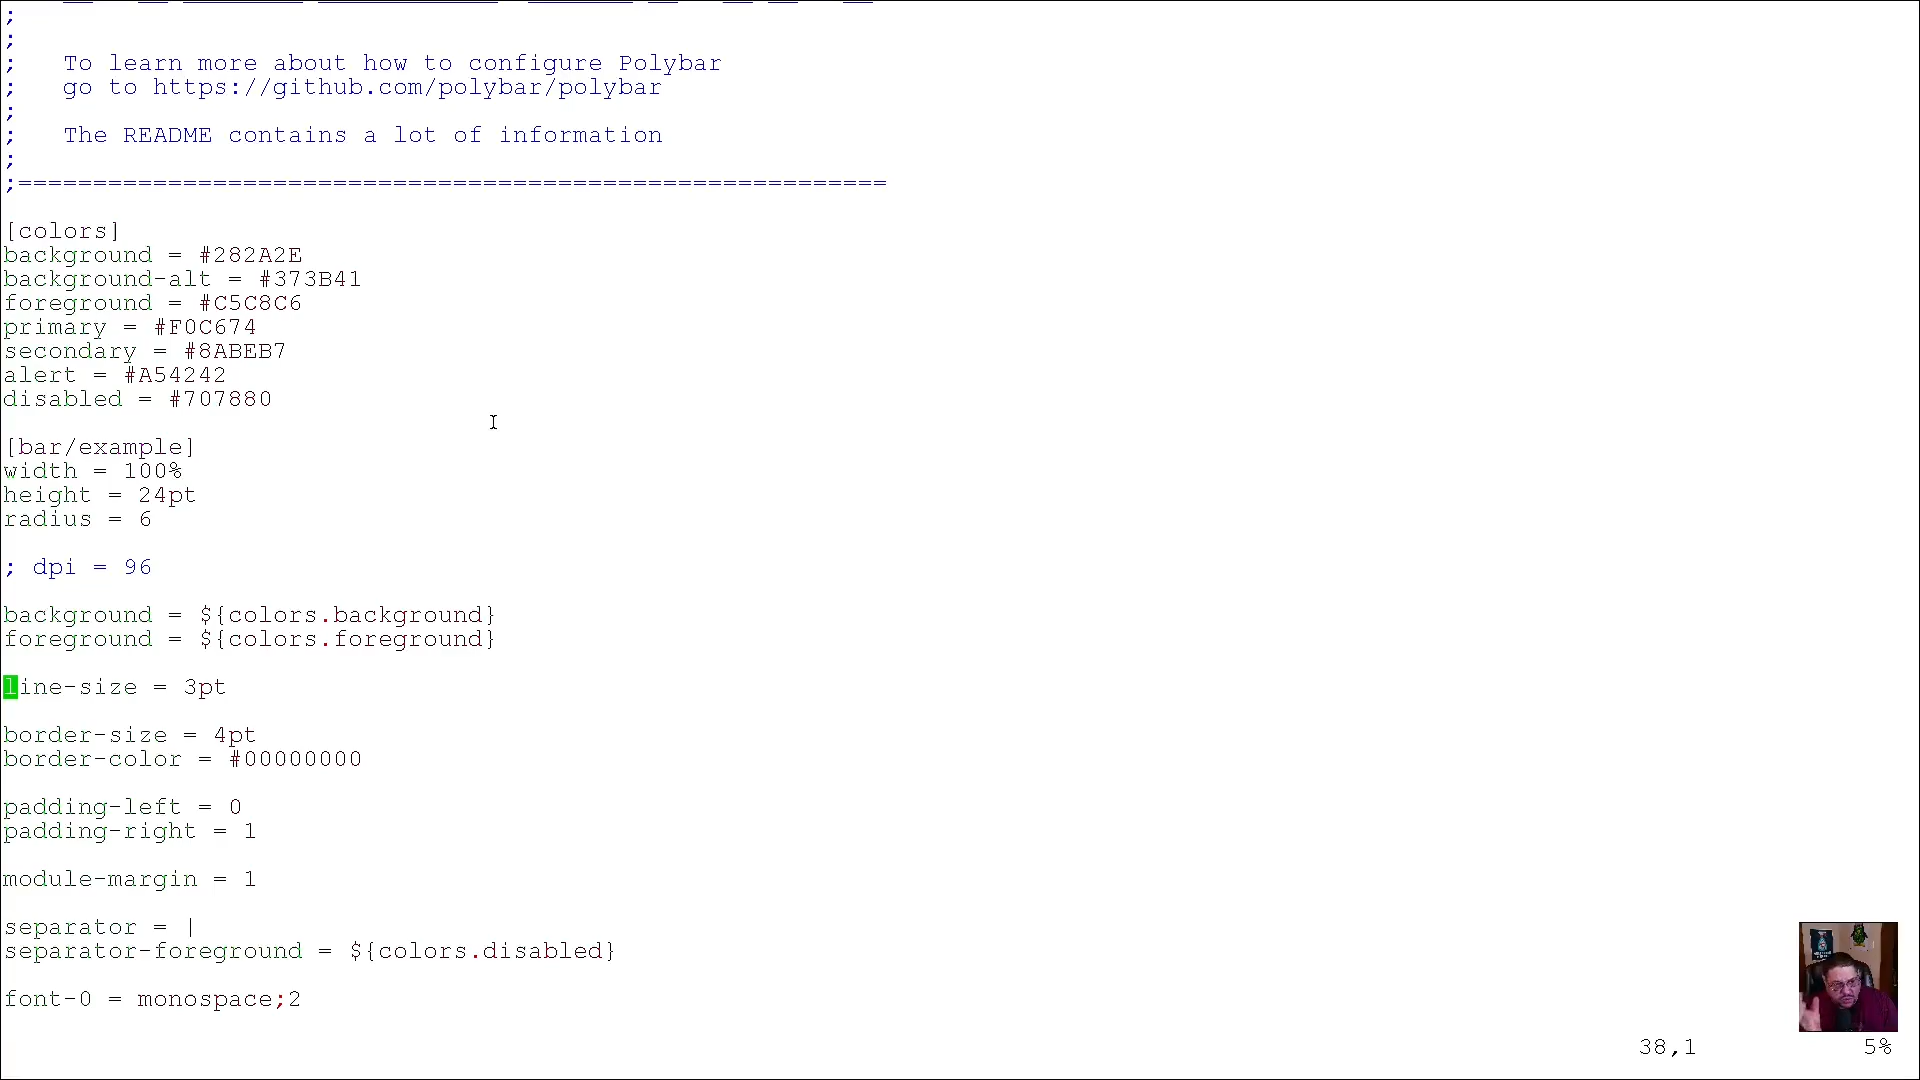 ;
;
;   To learn more about how to configure Polybar
;   go to https://github.com/polybar/polybar
;
;   The README contains a lot of information
;
;==========================================================

[colors]
background = #282A2E
background-alt = #373B41
foreground = #C5C8C6
primary = #F0C674
secondary = #8ABEB7
alert = #A54242
disabled = #707880

[bar/example]
width = 100%
height = 24pt
radius = 6

; dpi = 96

background = ${colors.background}
foreground = ${colors.foreground}

line-size = 3pt

border-size = 4pt
border-color = #00000000

padding-left = 0
padding-right = 1

module-margin = 1

separator = |
separator-foreground = ${colors.disabled}

font-0 = monospace;2
38,1 5%